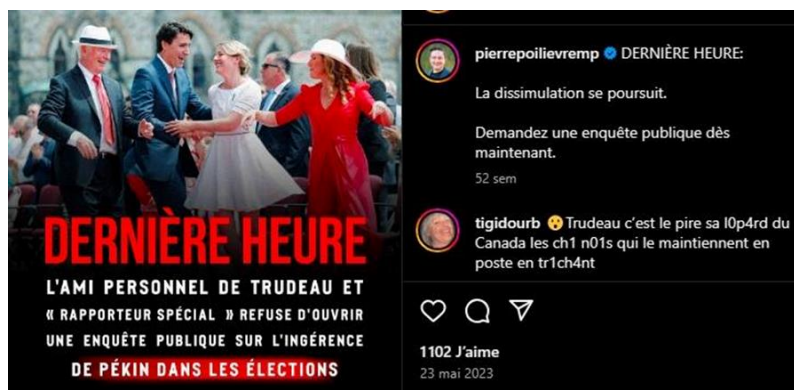 DERNIÈRE HEURE
L'AMI PERSONNEL DE TRUDEAU ET
« RAPPORTEUR SPÉCIAL » REFUSE D'OUVRIR
UNE ENQUÊTE PUBLIQUE SUR L'INGÉRENCE
DE PÉKIN DANS LES ÉLECTIONS
pierrepoilievremp DERNIÈRE HEURE:
La dissimulation se poursuit.
Demandez une enquête publique dès
maintenant.
52 sem
tigidourb 😮Trudeau c'est le pire sa l0p4rd du
Canada les ch1 n01s qui le maintiennent en
poste en tr1ch4nt
1102 J'aime
23 mai 2023